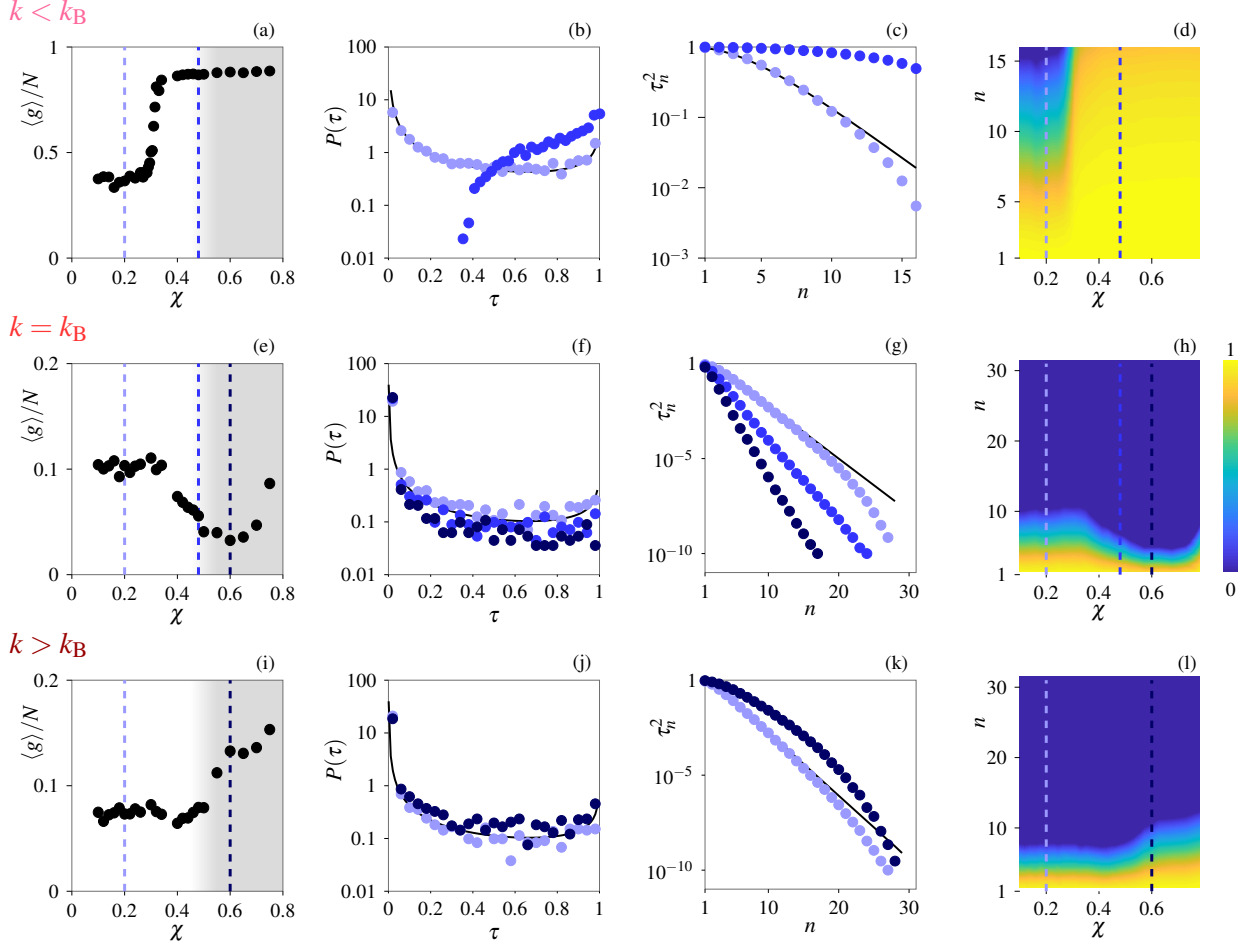 k < k_B
(a)
⟨g⟩/N
1
0.5
0
0 0.2 0.4 0.6 0.8
χ
(b)
P(τ)
100
10
1
0.1
0.01
0 0.2 0.4 0.6 0.8 1
τ
(c)
τ_n^2
1
10^-1
10^-2
10^-3
1 5 10 15
n
(d)
n
15
10
5
1
0.2 0.4 0.6
χ
k = k_B
(e)
⟨g⟩/N
0.2
0.1
0
0 0.2 0.4 0.6 0.8
χ
(f)
P(τ)
100
10
1
0.1
0.01
0 0.2 0.4 0.6 0.8 1
τ
(g)
τ_n^2
1
10^-5
10^-10
1 10 20 30
n
(h)
n
30
20
10
1
0.2 0.4 0.6
χ
1
0
k > k_B
(i)
⟨g⟩/N
0.2
0.1
0
0 0.2 0.4 0.6 0.8
χ
(j)
P(τ)
100
10
1
0.1
0.01
0 0.2 0.4 0.6 0.8 1
τ
(k)
τ_n^2
1
10^-5
10^-10
1 10 20 30
n
(l)
n
30
20
10
1
0.2 0.4 0.6
χ